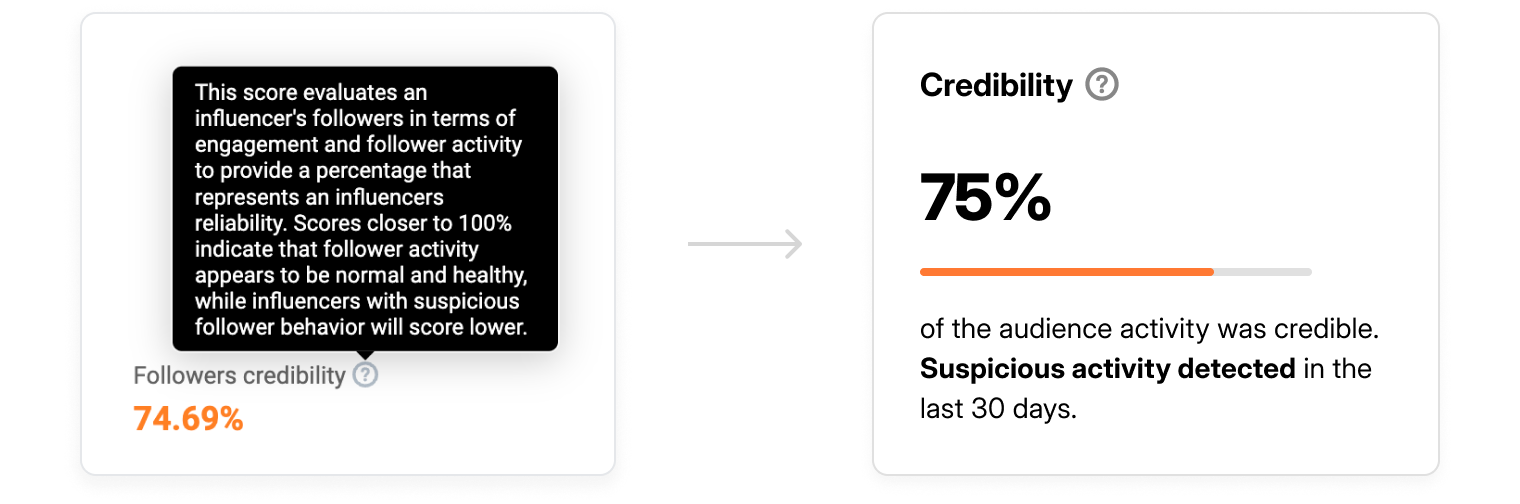 This score evaluates an
influencer's followers in terms of
engagement and follower activity
to provide a percentage that
represents an influencers
reliability. Scores closer to 100%
indicate that follower activity
appears to be normal and healthy,
while influencers with suspicious
follower behavior will score lower.
Followers credibility ?
74.69%
Credibility ?
75%
of the audience activity was credible.
Suspicious activity detected in the
last 30 days.